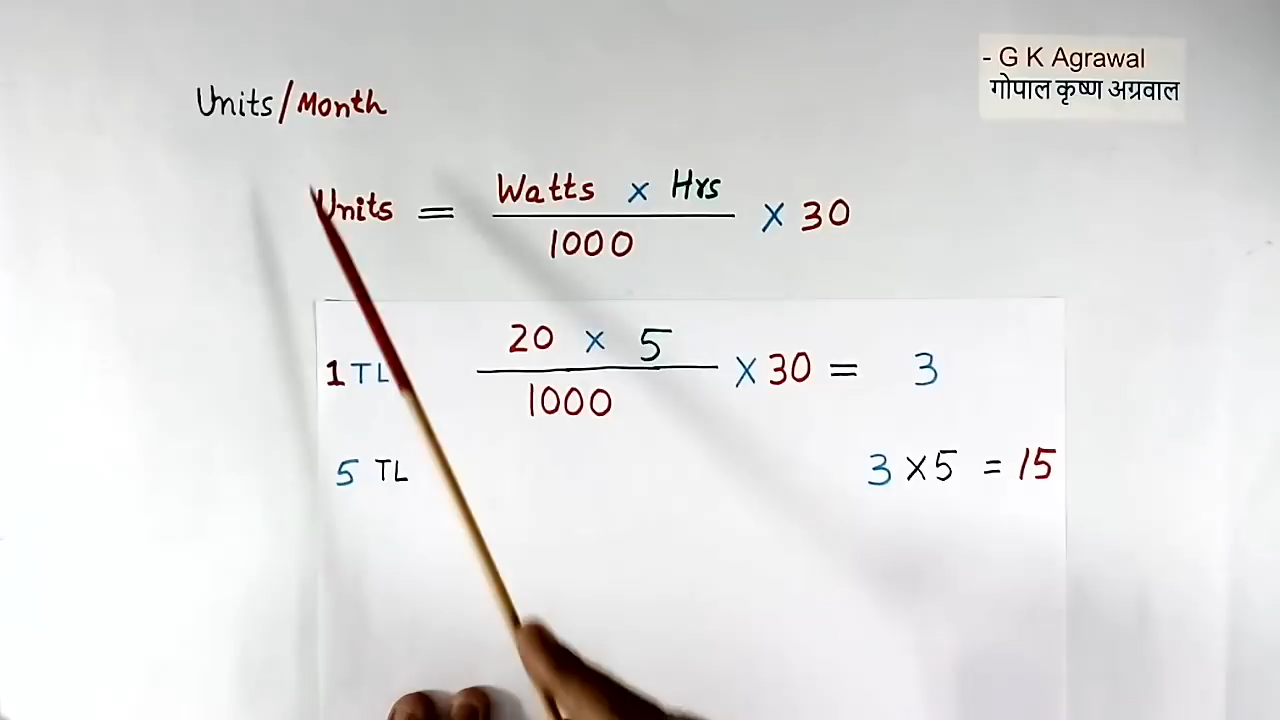 - G K Agrawal
गोपाल कृष्ण अग्रवाल
Units/Month
Units = Watts × Hrs / 1000 × 30
1 TL 20 × 5 / 1000 × 30 = 3
5 TL 3 × 5 = 15